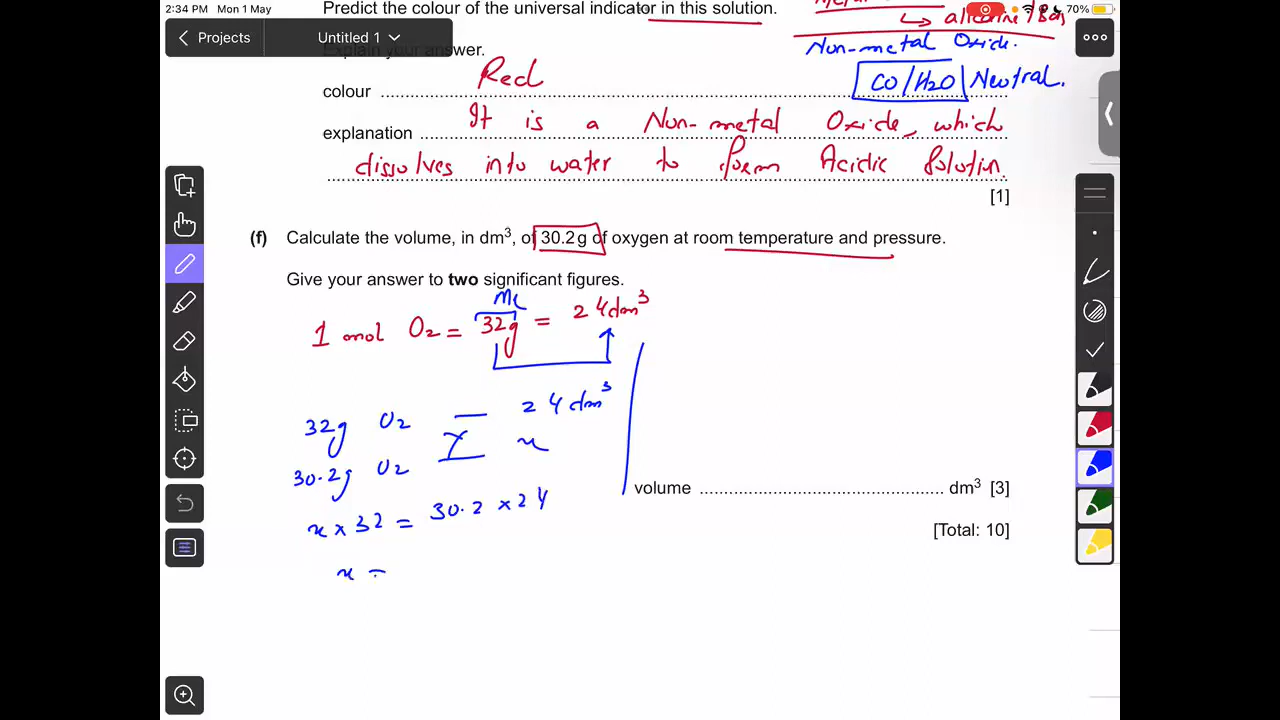 2:34 PM Mon 1 May
70%
Predict the colour of the universal indicator in this solution.
alkaline/Bas
Projects
Untitled 1
your answer.
Non-metal Oxide.
CO/H2O Neutral.
colour Red
explanation It is a Non-metal Oxide, which
dissolves into water to form Acidic Solution.
[1]
(f) Calculate the volume, in dm³, of 30.2g of oxygen at room temperature and pressure.
Give your answer to two significant figures.
1 mol O2 = 32g = 24dm³
32g O2 — 24dm³
30.2g O2 x
x × 32 = 30.2 × 24
x =
volume .......... dm³ [3]
[Total: 10]